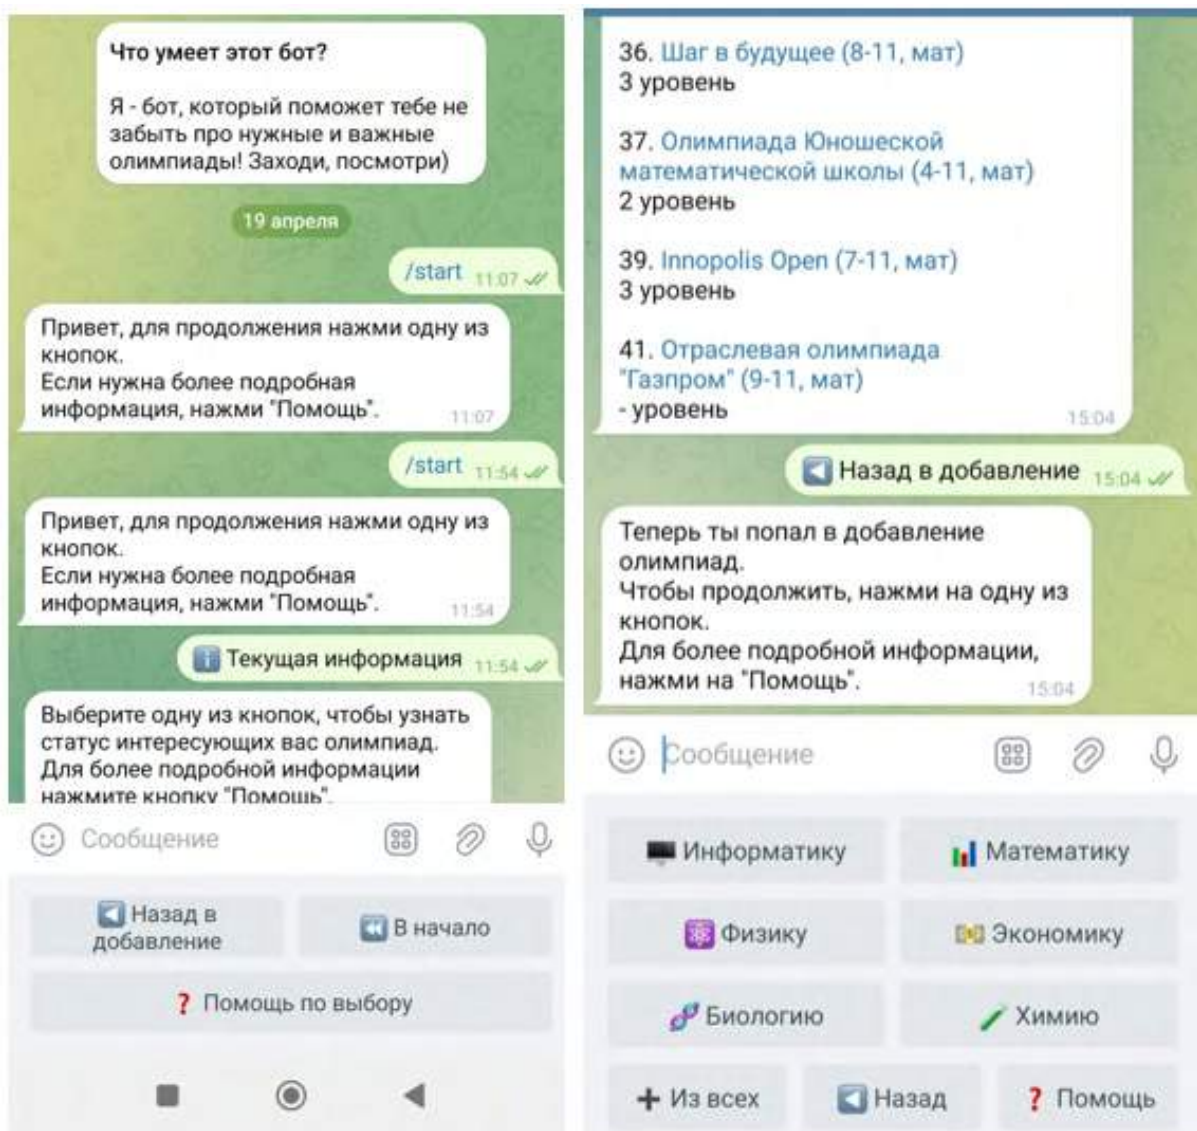 Что умеет этот бот?
Я - бот, который поможет тебе не
забыть про нужные и важные
олимпиады! Заходи, посмотри)
19 апреля
/start 11:07
Привет, для продолжения нажми одну из
кнопок.
Если нужна более подробная
информация, нажми "Помощь".
11:07
/start 11:54
Привет, для продолжения нажми одну из
кнопок.
Если нужна более подробная
информация, нажми "Помощь".
11:54
Текущая информация 11:54
Выберите одну из кнопок, чтобы узнать
статус интересующих вас олимпиад.
Для более подробной информации
нажмите кнопку "Помощь".
Сообщение
Назад в
добавление
В начало
? Помощь по выбору
36. Шаг в будущее (8-11, мат)
3 уровень
37. Олимпиада Юношеской
математической школы (4-11, мат)
2 уровень
39. Innopolis Open (7-11, мат)
3 уровень
41. Отраслевая олимпиада
"Газпром" (9-11, мат)
- уровень
15:04
Назад в добавление 15:04
Теперь ты попал в добавление
олимпиад.
Чтобы продолжить, нажми на одну из
кнопок.
Для более подробной информации,
нажми на "Помощь".
15:04
Сообщение
Информатику
Математику
Физику
Экономику
Биологию
Химию
+ Из всех
Назад
? Помощь